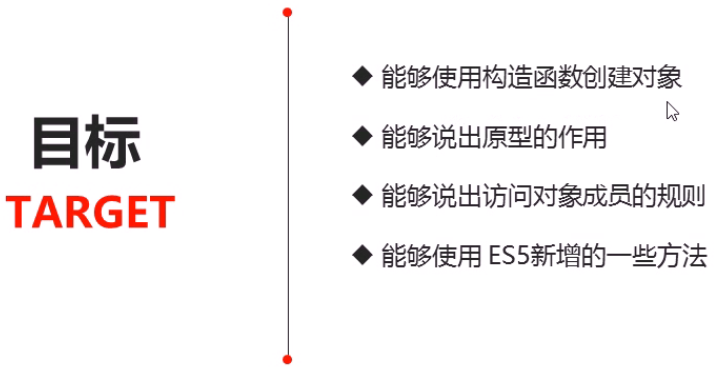 目标
TARGET
◆ 能够使用构造函数创建对象
◆ 能够说出原型的作用
◆ 能够说出访问对象成员的规则
◆ 能够使用 ES5新增的一些方法